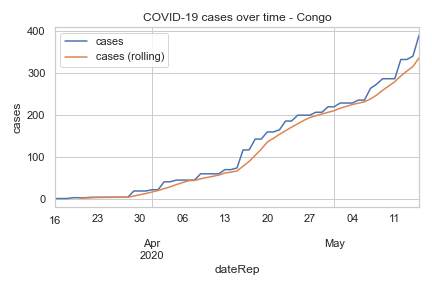 COVID-19 cases over time - Congo
cases
cases (rolling)
cases
400
300
200
100
0
16 23 30 06 13 20 27 04 11
Apr May
2020
dateRep